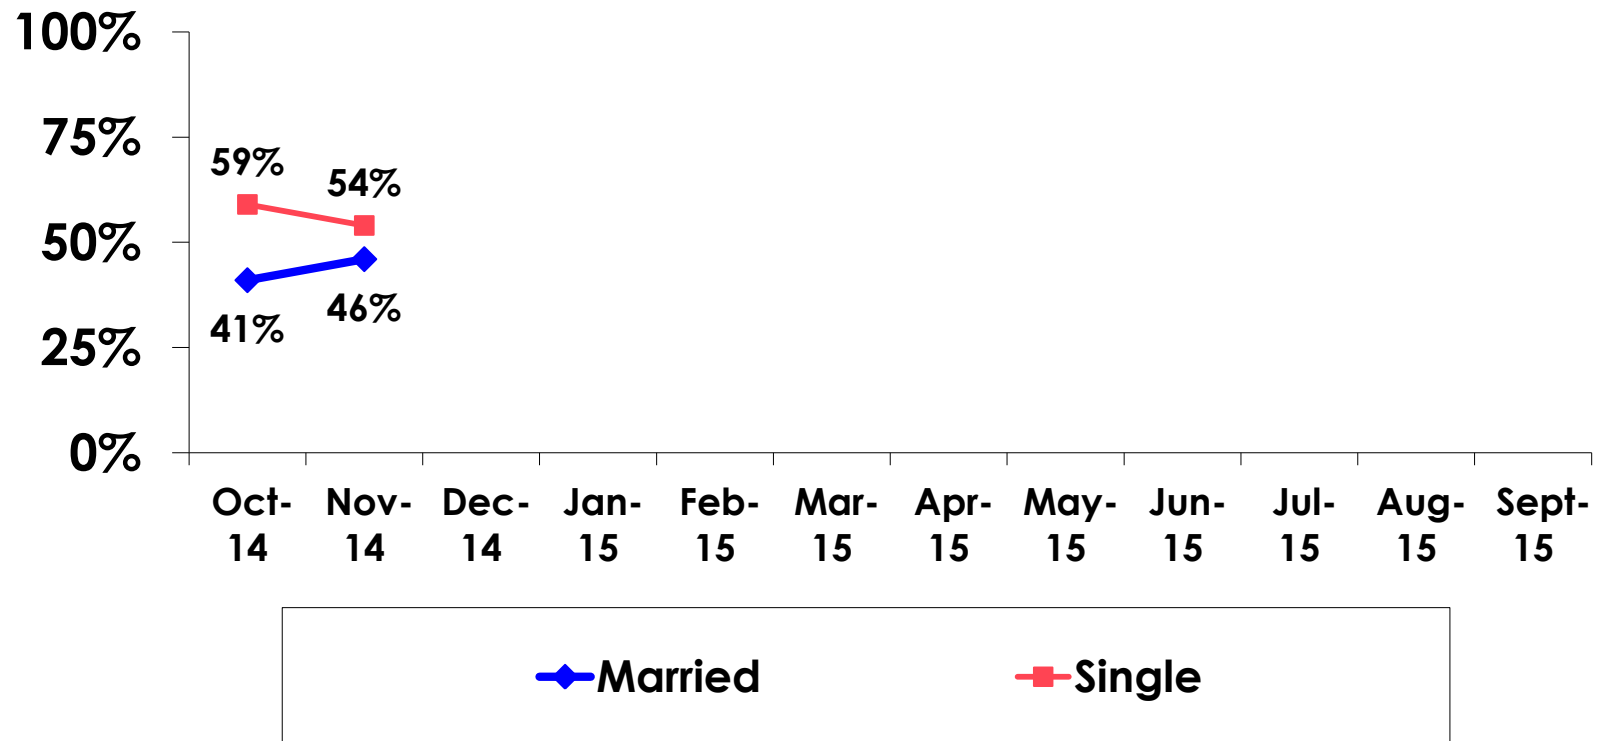 100%
75%
50%
25%
0%
59%
54%
41%
46%
Oct-14
Nov-14
Dec-14
Jan-15
Feb-15
Mar-15
Apr-15
May-15
Jun-15
Jul-15
Aug-15
Sept-15
Married
Single